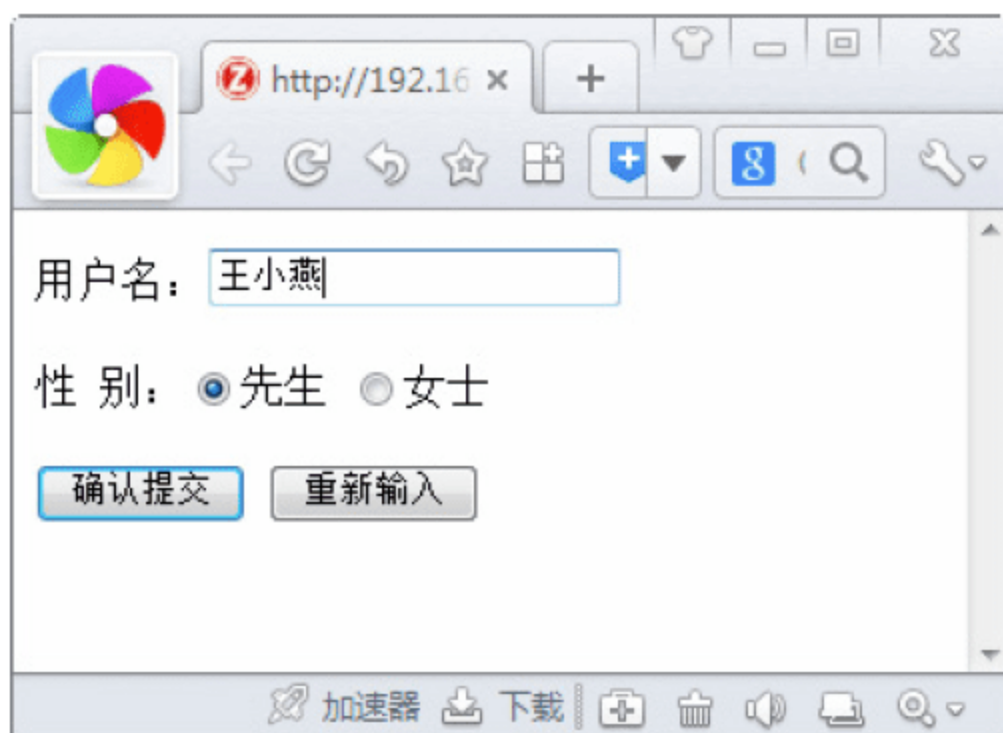 http://192.16
用户名：王小燕
性 别：先生 女士
确认提交 重新输入
加速器 下载